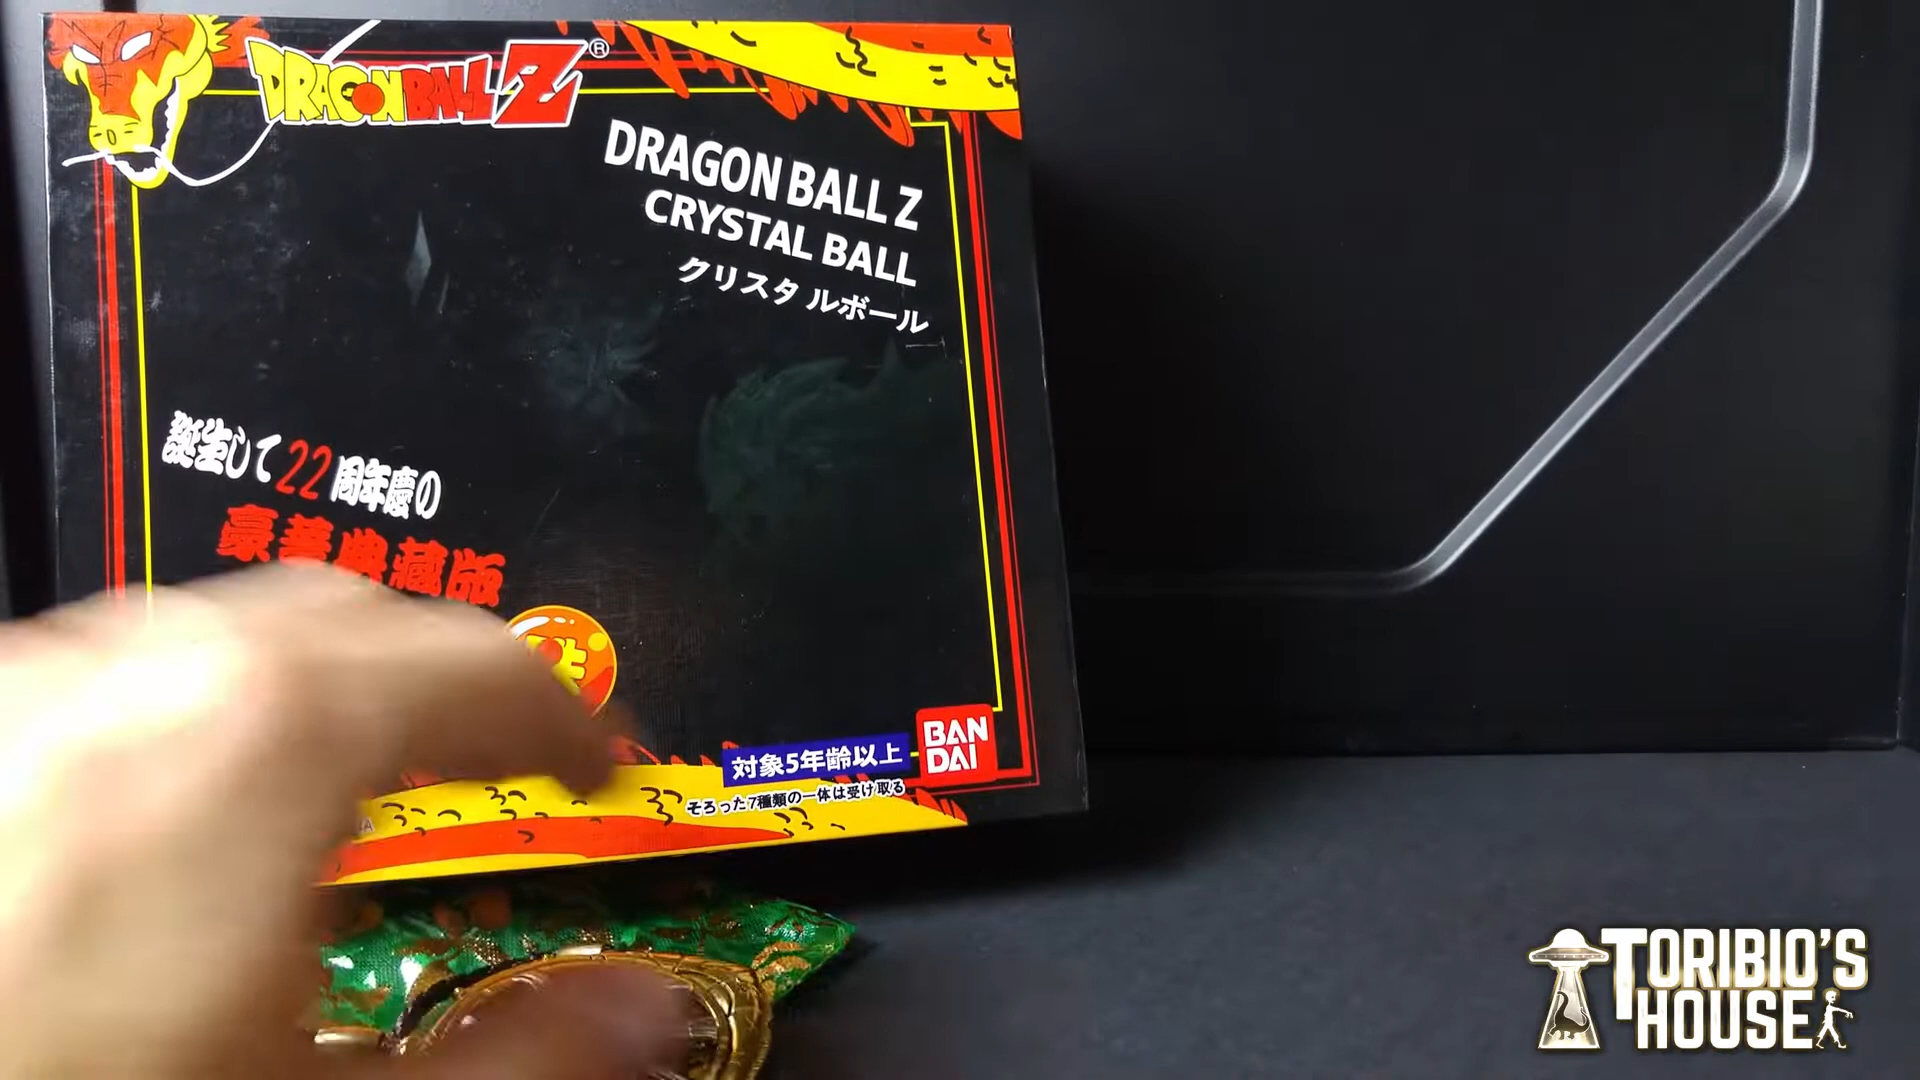 DRAGON BALL Z®
DRAGON BALL Z
CRYSTAL BALL
クリスタルボール
誕生して22周年慶の
豪華典藏版
対象5年齢以上
BAN
DAI
そろった7種類の一体は受け取る
TORIBIO'S
HOUSE